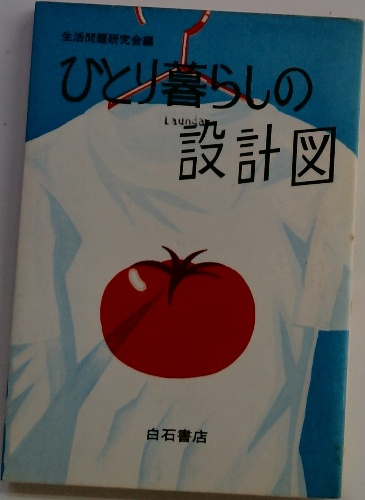 生活問題研究会編
ひとり暮らしの
設計図
白石書店